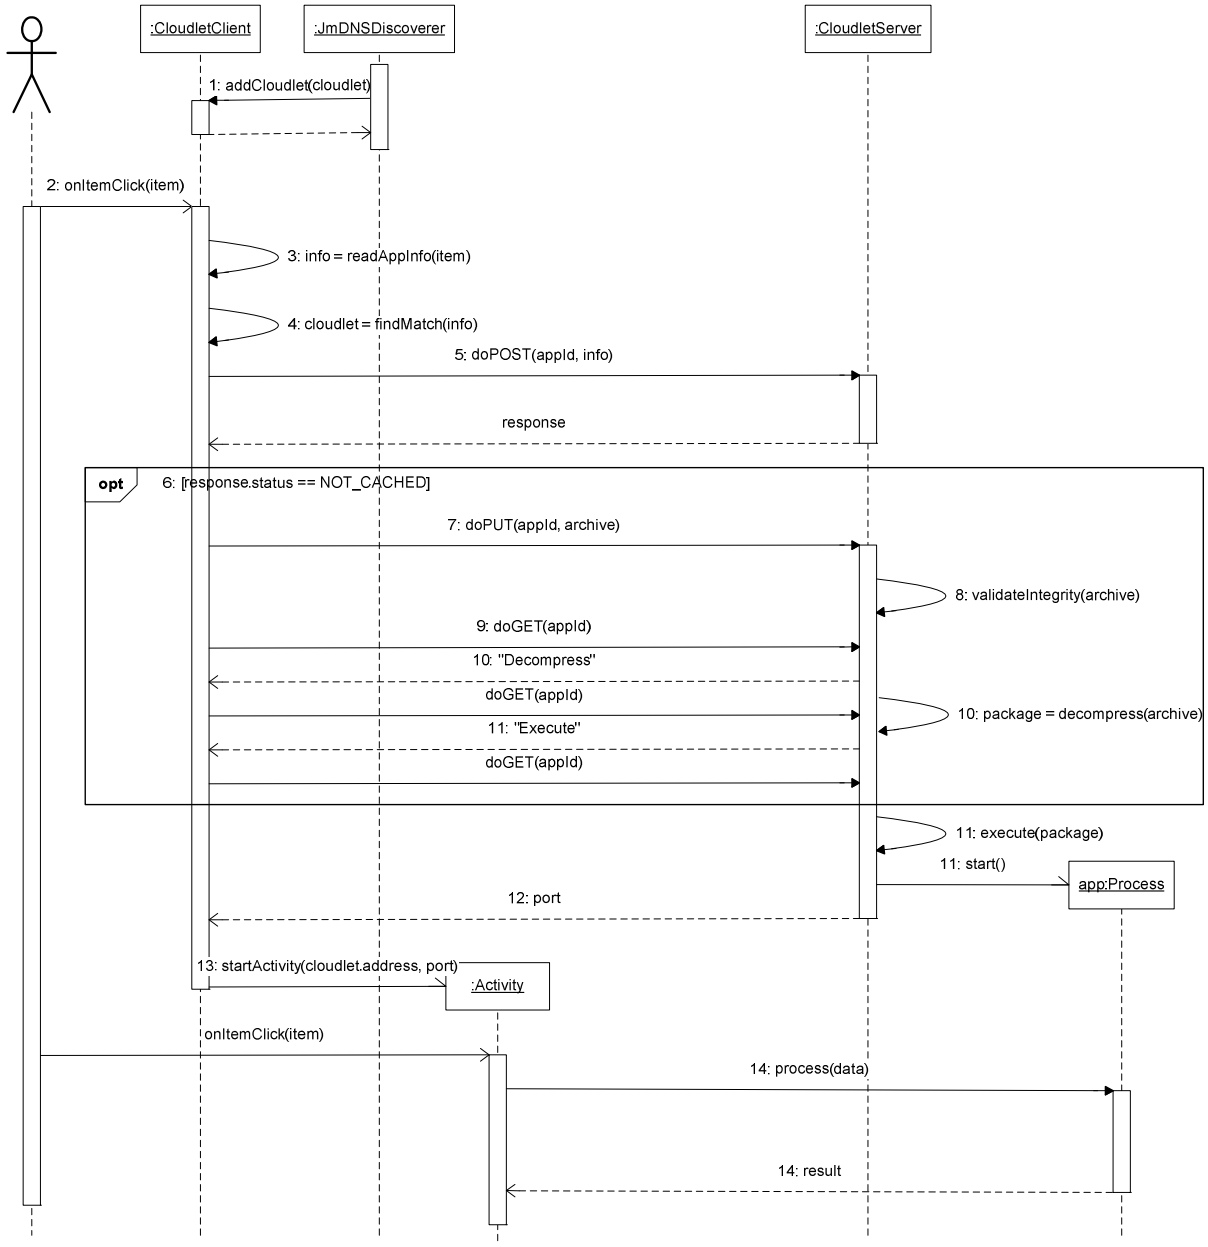 :CloudletClient
:JmDNSDiscoverer
:CloudletServer
1: addCloudlet(cloudlet)
2: onItemClick(item)
3: info = readAppInfo(item)
4: cloudlet = findMatch(info)
5: doPOST(appId, info)
response
opt
6: [response.status == NOT_CACHED]
7: doPUT(appId, archive)
8: validateIntegrity(archive)
9: doGET(appId)
10: "Decompress"
doGET(appId)
10: package = decompress(archive)
11: "Execute"
doGET(appId)
11: execute(package)
11: start()
app:Process
12: port
13: startActivity(cloudlet.address, port)
:Activity
onItemClick(item)
14: process(data)
14: result